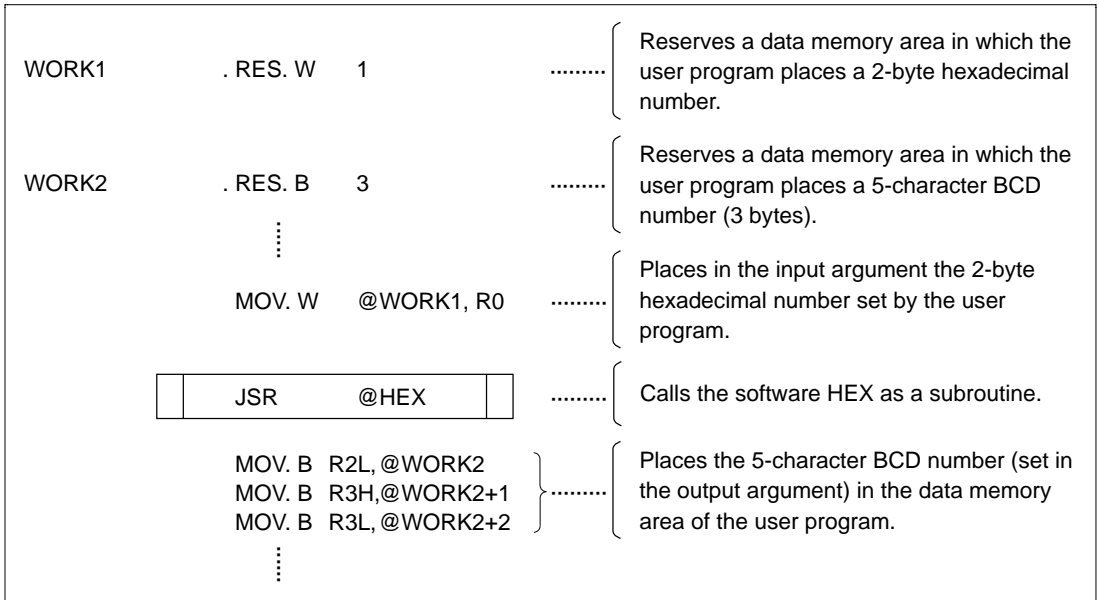 WORK1 . RES. W 1 ......... Reserves a data memory area in which the
user program places a 2-byte hexadecimal
number.
WORK2 . RES. B 3 ......... Reserves a data memory area in which the
user program places a 5-character BCD
number (3 bytes).
MOV. W @WORK1, R0 ......... Places in the input argument the 2-byte
hexadecimal number set by the user
program.
JSR @HEX ......... Calls the software HEX as a subroutine.
MOV. B R2L, @WORK2
MOV. B R3H,@WORK2+1
MOV. B R3L, @WORK2+2
......... Places the 5-character BCD number (set in
the output argument) in the data memory
area of the user program.